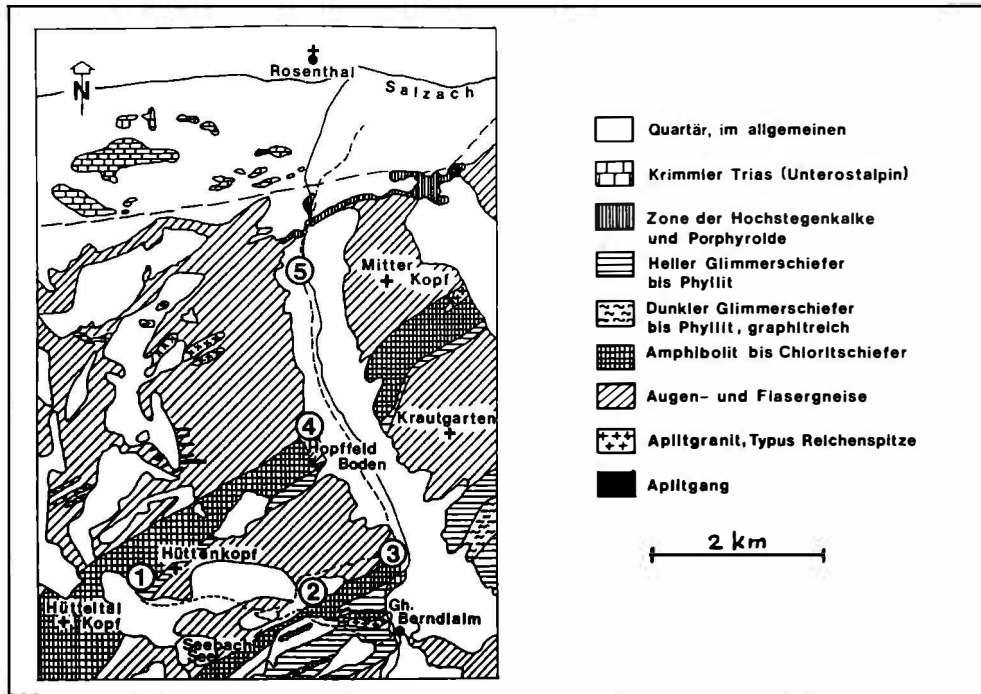 Rosenthal
Salzach
N
5
Mitter
Kopf
4
Hopffeld
Boden
Krautgarten
3
Hüttenkopf
1
2
Hütteltal
Kopf
Gh.
Berndlalm
Seebach
See
Quartär, im allgemeinen
Krimmler Trias (Unterostalpin)
Zone der Hochstegenkalke
und Porphyroide
Heller Glimmerschiefer
bis Phyllit
Dunkler Glimmerschiefer
bis Phyllit, graphitreich
Amphibolit bis Chloritschiefer
Augen- und Flasergneise
Aplitgranit, Typus Reichenspitze
Aplitgang
2 km